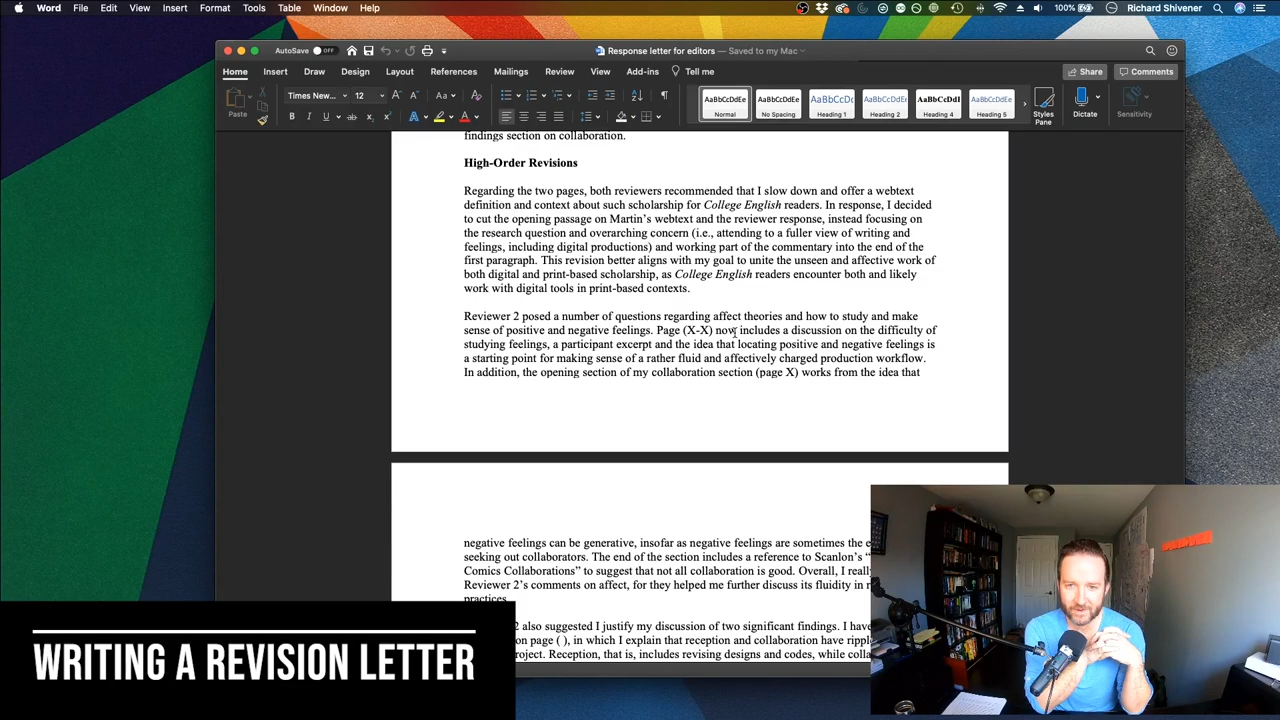 Word File Edit View Insert Format Tools Table Window Help 100% Richard Shivener
AutoSave OFF Response letter for editors — Saved to my Mac
Home Insert Draw Design Layout References Mailings Review View Add-ins Tell me Share Comments
Paste Times New... 12 Aa AaBbCcDdEe AaBbCcDdEe AaBbCcDc AaBbCcDdEe AaBbCcDdI AaBbCcDdEe
B I U ab x A A Normal No Spacing Heading 1 Heading 2 Heading 4 Heading 5 Styles Pane Dictate Sensitivity
findings section on collaboration.
High-Order Revisions
Regarding the two pages, both reviewers recommended that I slow down and offer a webtext
definition and context about such scholarship for College English readers. In response, I decided
to cut the opening passage on Martin’s webtext and the reviewer response, instead focusing on
the research question and overarching concern (i.e., attending to a fuller view of writing and
feelings, including digital productions) and working part of the commentary into the end of the
first paragraph. This revision better aligns with my goal to unite the unseen and affective work of
both digital and print-based scholarship, as College English readers encounter both and likely
work with digital tools in print-based contexts.
Reviewer 2 posed a number of questions regarding affect theories and how to study and make
sense of positive and negative feelings. Page (X-X) now includes a discussion on the difficulty of
studying feelings, a participant excerpt and the idea that locating positive and negative feelings is
a starting point for making sense of a rather fluid and affectively charged production workflow.
In addition, the opening section of my collaboration section (page X) works from the idea that
negative feelings can be generative, insofar as negative feelings are sometimes the
seeking out collaborators. The end of the section includes a reference to Scanlon’s “
Comics Collaborations” to suggest that not all collaboration is good. Overall, I
Reviewer 2’s comments on affect, for they helped me further discuss its fluidity in
practices.
2 also suggested I justify my discussion of two significant findings. I have
on page ( ), in which I explain that reception and collaboration have
project. Reception, that is, includes revising designs and codes, while
WRITING A REVISION LETTER